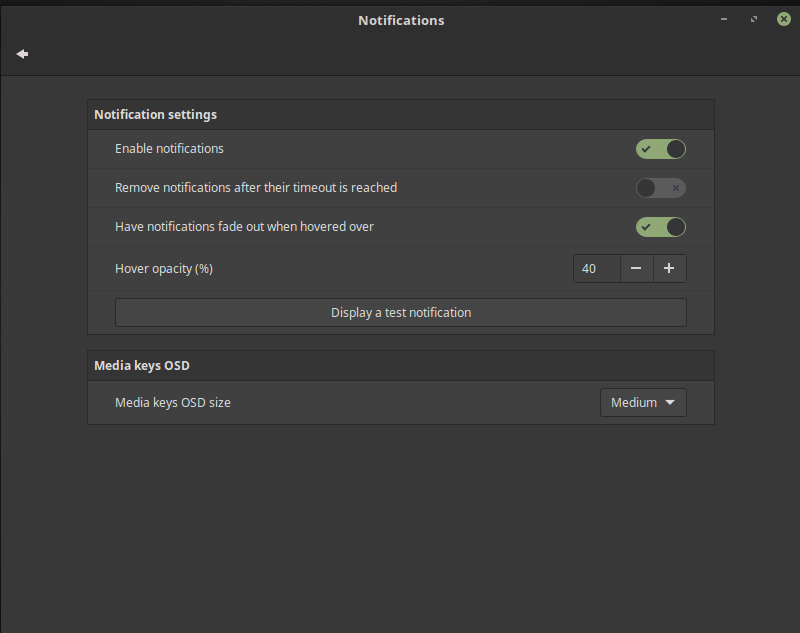 Notifications
Notification settings
Enable notifications
Remove notifications after their timeout is reached
Have notifications fade out when hovered over
Hover opacity (%) 40
Display a test notification
Media keys OSD
Media keys OSD size Medium